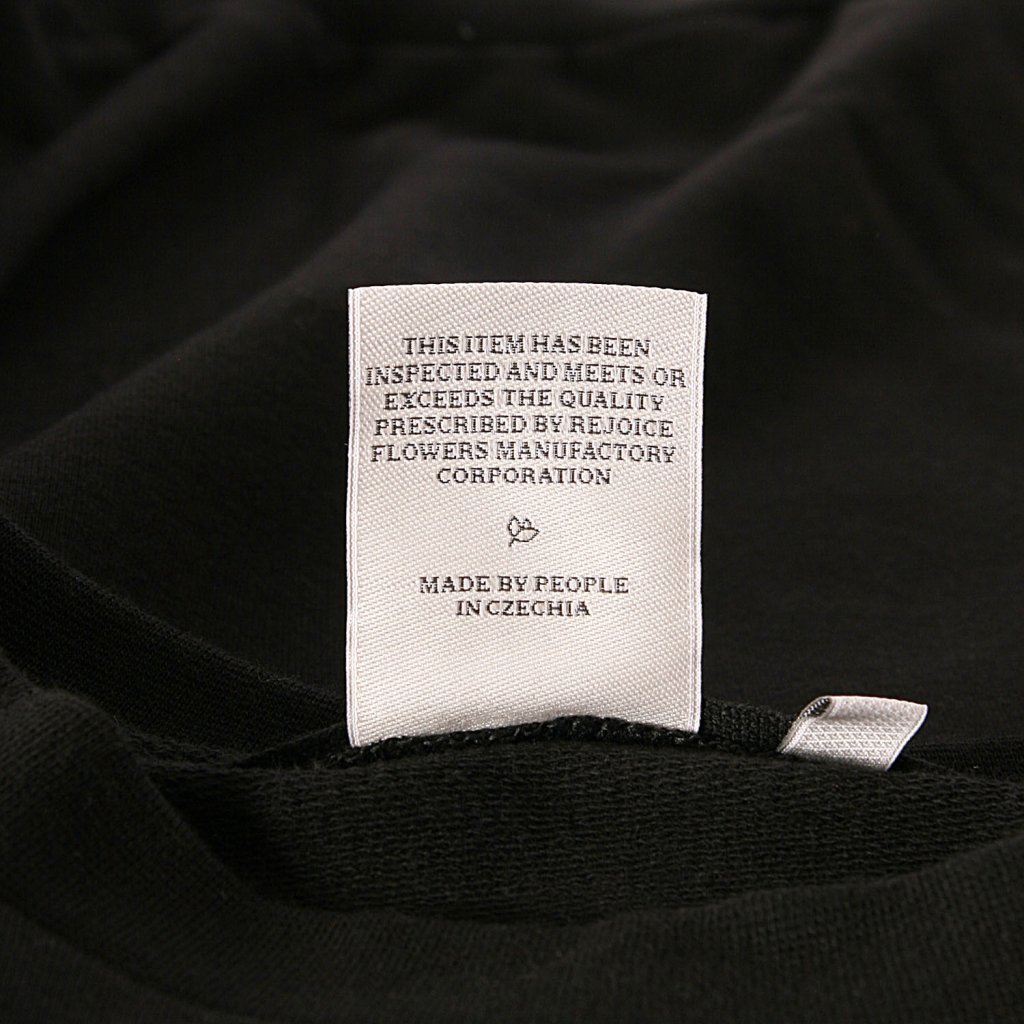 THIS ITEM HAS BEEN
INSPECTED AND MEETS OR
EXCEEDS THE QUALITY
PRESCRIBED BY REJOICE
FLOWERS MANUFACTORY
CORPORATION
MADE BY PEOPLE
IN CZECHIA